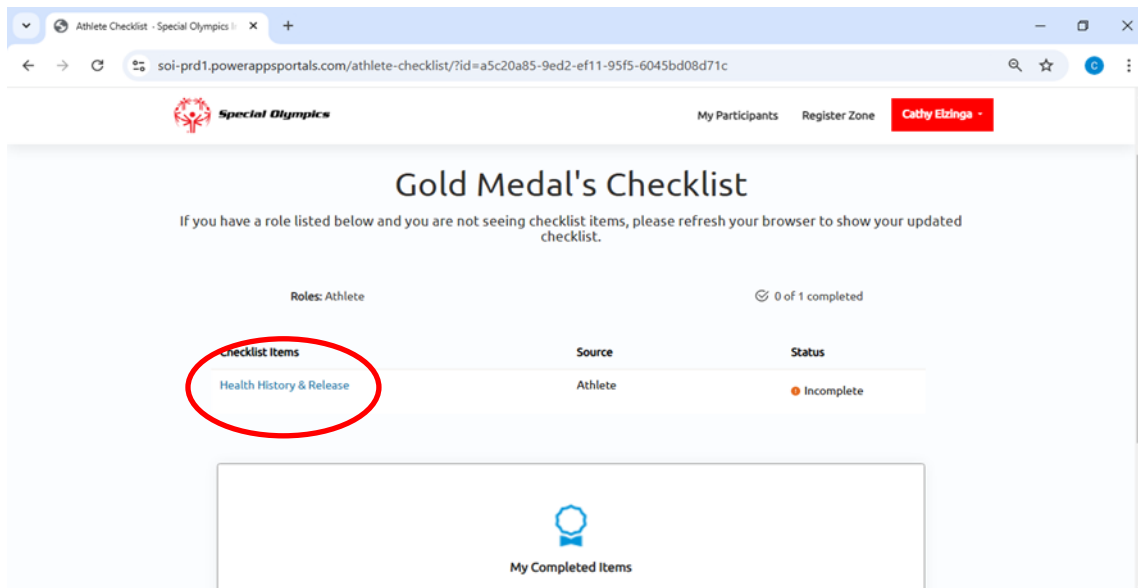 Athlete Checklist - Special Olympics I
soi-prd1.powerappsportals.com/athlete-checklist/?id=a5c20a85-9ed2-ef11-95f5-6045bd08d71c
C
Special Olympics
My Participants
Register Zone
Cathy Elzinga
Gold Medal's Checklist
If you have a role listed below and you are not seeing checklist items, please refresh your browser to show your updated
checklist.
Roles: Athlete
0 of 1 completed
Checklist Items
Source
Status
Health History & Release
Athlete
Incomplete
My Completed Items